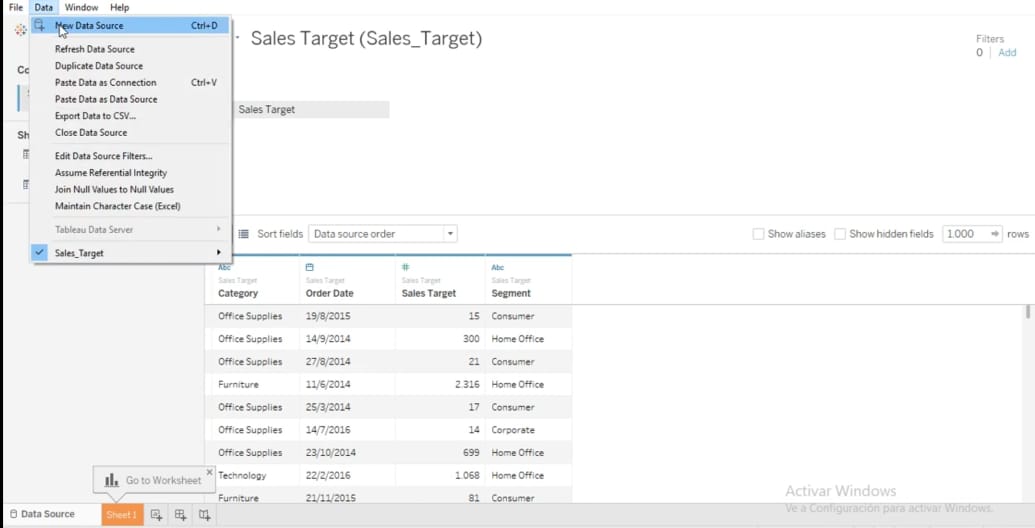 File Data Window Help
New Data Source Ctrl+D
Refresh Data Source
Duplicate Data Source
Paste Data as Connection Ctrl+V
Paste Data as Data Source
Export Data to CSV...
Close Data Source
Edit Data Source Filters...
Assume Referential Integrity
Join Null Values to Null Values
Maintain Character Case (Excel)
Tableau Data Server
Sales_Target
Co
Sh
Sales Target (Sales_Target)
Filters
0 Add
Sales Target
Sort fields Data source order Show aliases Show hidden fields 1.000 rows
Abc # Abc
Sales Target Sales Target Sales Target Sales Target
Category Order Date Sales Target Segment
Office Supplies 19/8/2015 15 Consumer
Office Supplies 14/9/2014 300 Home Office
Office Supplies 27/8/2014 21 Consumer
Furniture 11/6/2014 2.316 Home Office
Office Supplies 25/3/2014 17 Consumer
Office Supplies 14/7/2016 14 Corporate
Office Supplies 23/10/2014 699 Home Office
Technology 22/2/2016 1.068 Home Office
Furniture 21/11/2015 81 Consumer
Go to Worksheet
Activar Windows
Ve a Configuración para activar Windows.
Data Source Sheet 1